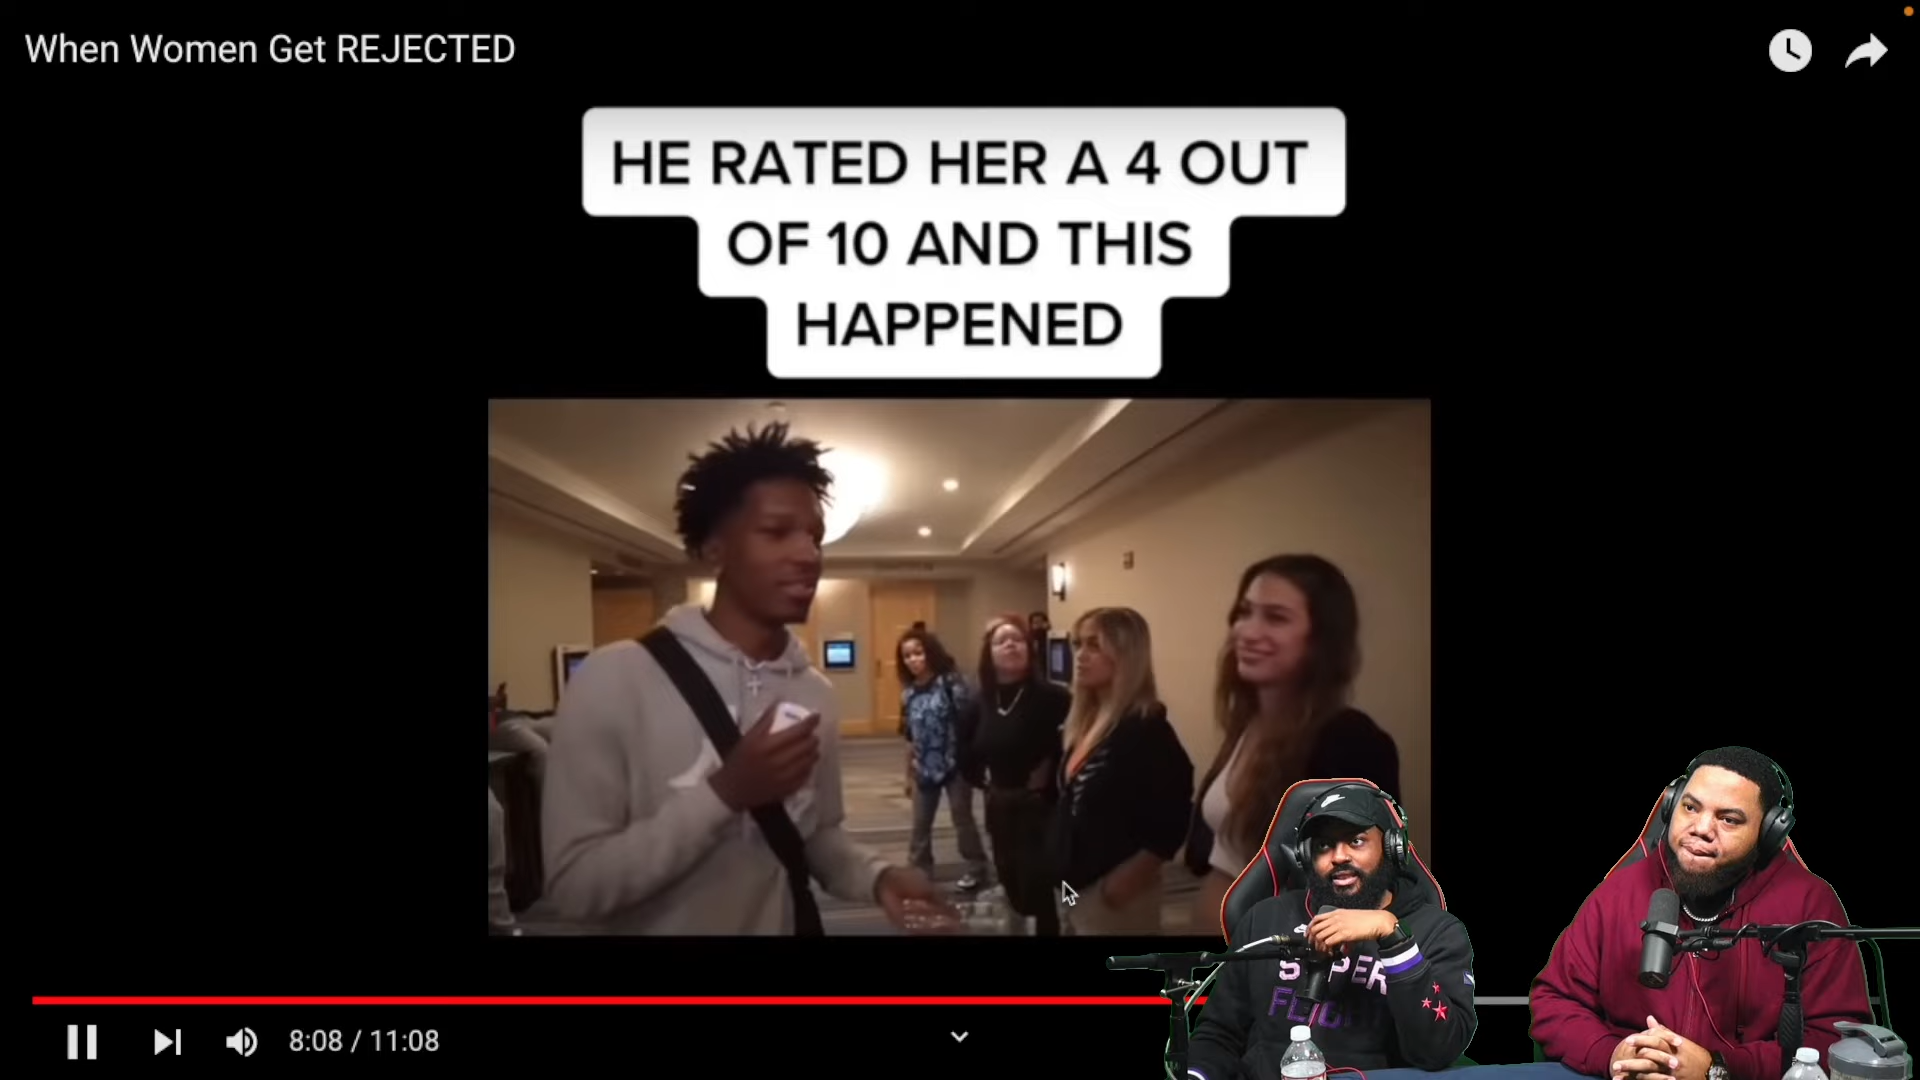 When Women Get REJECTED
HE RATED HER A 4 OUT
OF 10 AND THIS
HAPPENED
8:08 / 11:08